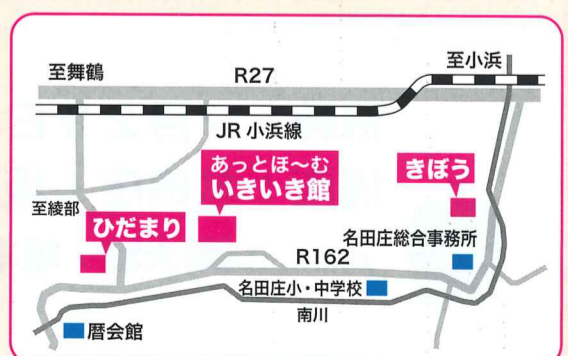 至小浜
至舞鶴
R27
JR 小浜線
あっとほ〜む
いきいき館
きぼう
至綾部
ひだまり
名田庄総合事務所
R162
名田庄小・中学校
南川
暦会館